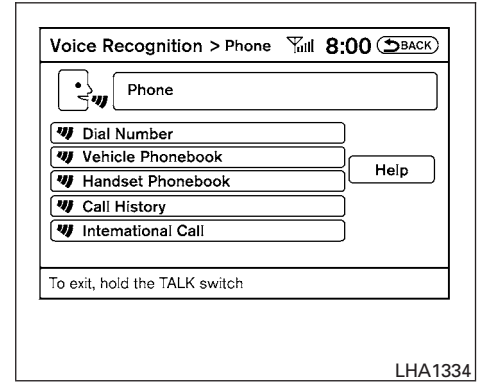 Voice Recognition > Phone 8:00 BACK
Phone
Dial Number
Vehicle Phonebook
Handset Phonebook
Call History
International Call
Help
To exit, hold the TALK switch
LHA1334